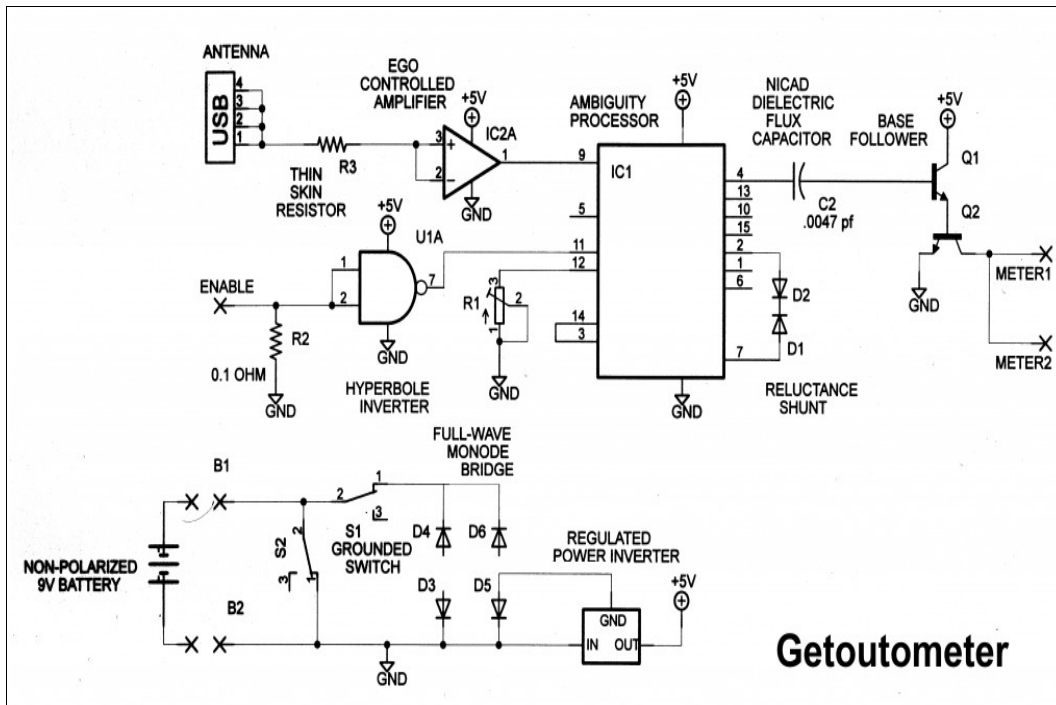 ANTENNA
USB
4
3
2
1
R3
THIN
SKIN
RESISTOR
EGO
CONTROLLED
AMPLIFIER
+5V
IC2A
3
+
2
−
1
GND
AMBIGUITY
PROCESSOR
+5V
IC1
9
5
11
12
14
3
4
13
10
15
2
1
6
7
GND
NICAD
DIELECTRIC
FLUX
CAPACITOR
C2
.0047 pf
BASE
FOLLOWER
+5V
Q1
Q2
GND
METER1
METER2
D2
D1
RELUCTANCE
SHUNT
+5V
U1A
1
2
7
GND
ENABLE
R2
0.1 OHM
GND
HYPERBOLE
INVERTER
R1
3
2
1
GND
FULL-WAVE
MONODE
BRIDGE
B1
2
1
3
S1
GROUNDED
SWITCH
S2
2
3
1
D4
D6
D3
D5
NON-POLARIZED
9V BATTERY
B2
GND
REGULATED
POWER INVERTER
+5V
GND
IN OUT
Getoutometer